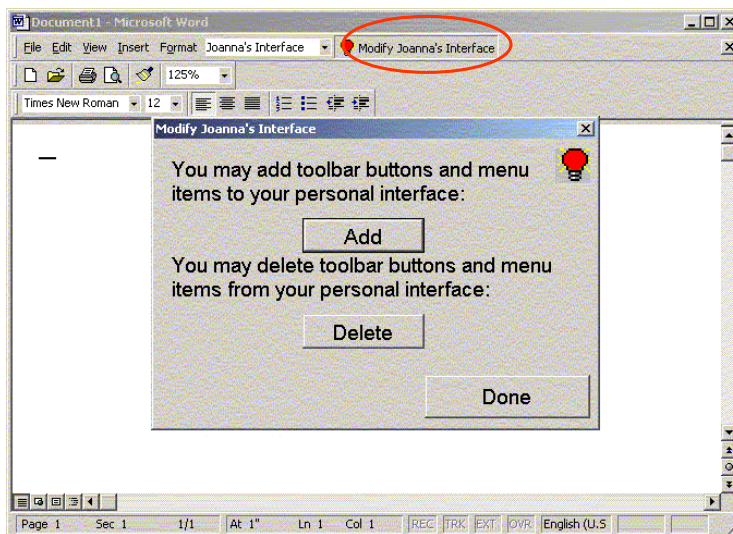 Document1 - Microsoft Word
File Edit View Insert Format Joanna's Interface Modify Joanna's Interface
125%
Times New Roman 12
Modify Joanna's Interface
You may add toolbar buttons and menu
items to your personal interface:
Add
You may delete toolbar buttons and menu
items from your personal interface:
Delete
Done
Page 1 Sec 1 1/1 At 1" Ln 1 Col 1 REC TRK EXT OVR English (U.S